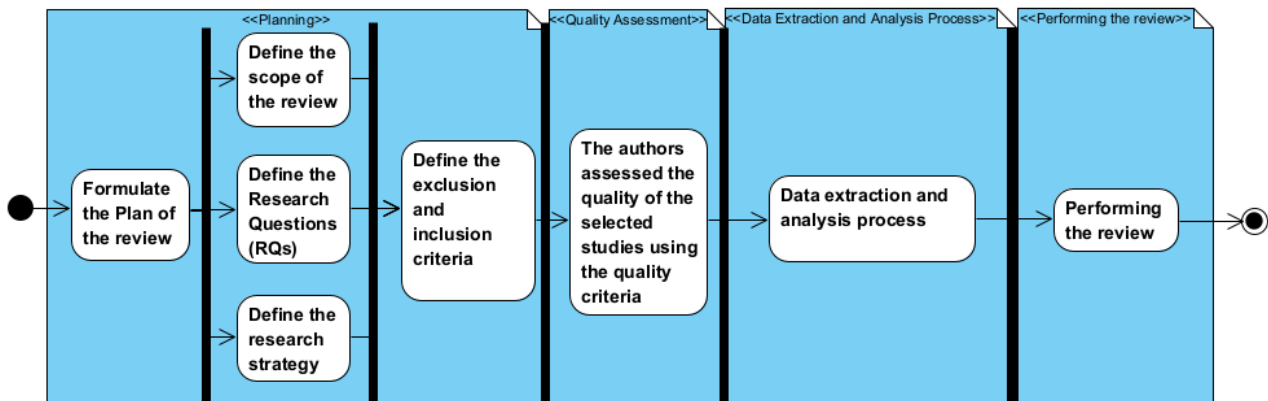 <<Planning>>
<<Quality Assessment>>
<<Data Extraction and Analysis Process>>
<<Performing the review>>
Formulate
the Plan of
the review
Define the
scope of
the review
Define the
Research
Questions
(RQs)
Define the
research
strategy
Define the
exclusion
and
inclusion
criteria
The authors
assessed the
quality of the
selected
studies using
the quality
criteria
Data extraction and
analysis process
Performing
the review